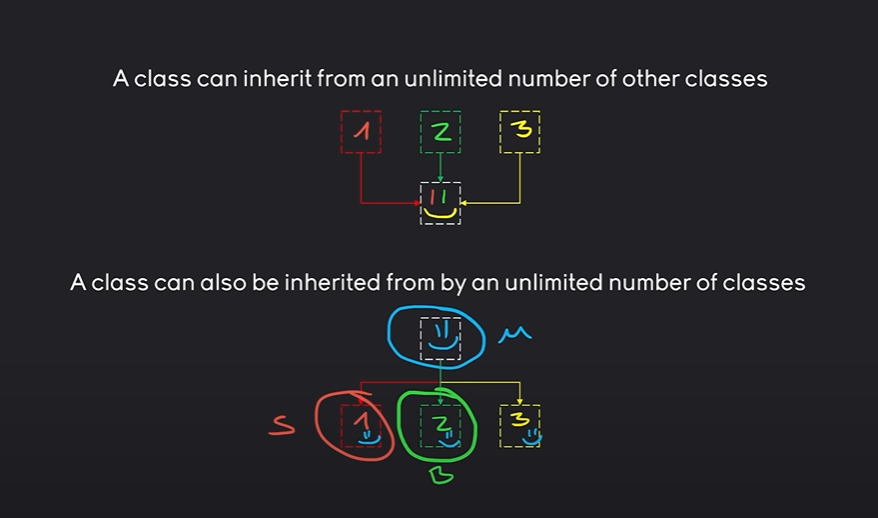 A class can inherit from an unlimited number of other classes
1 2 3
A class can also be inherited from by an unlimited number of classes
M
S 1 2 3
B